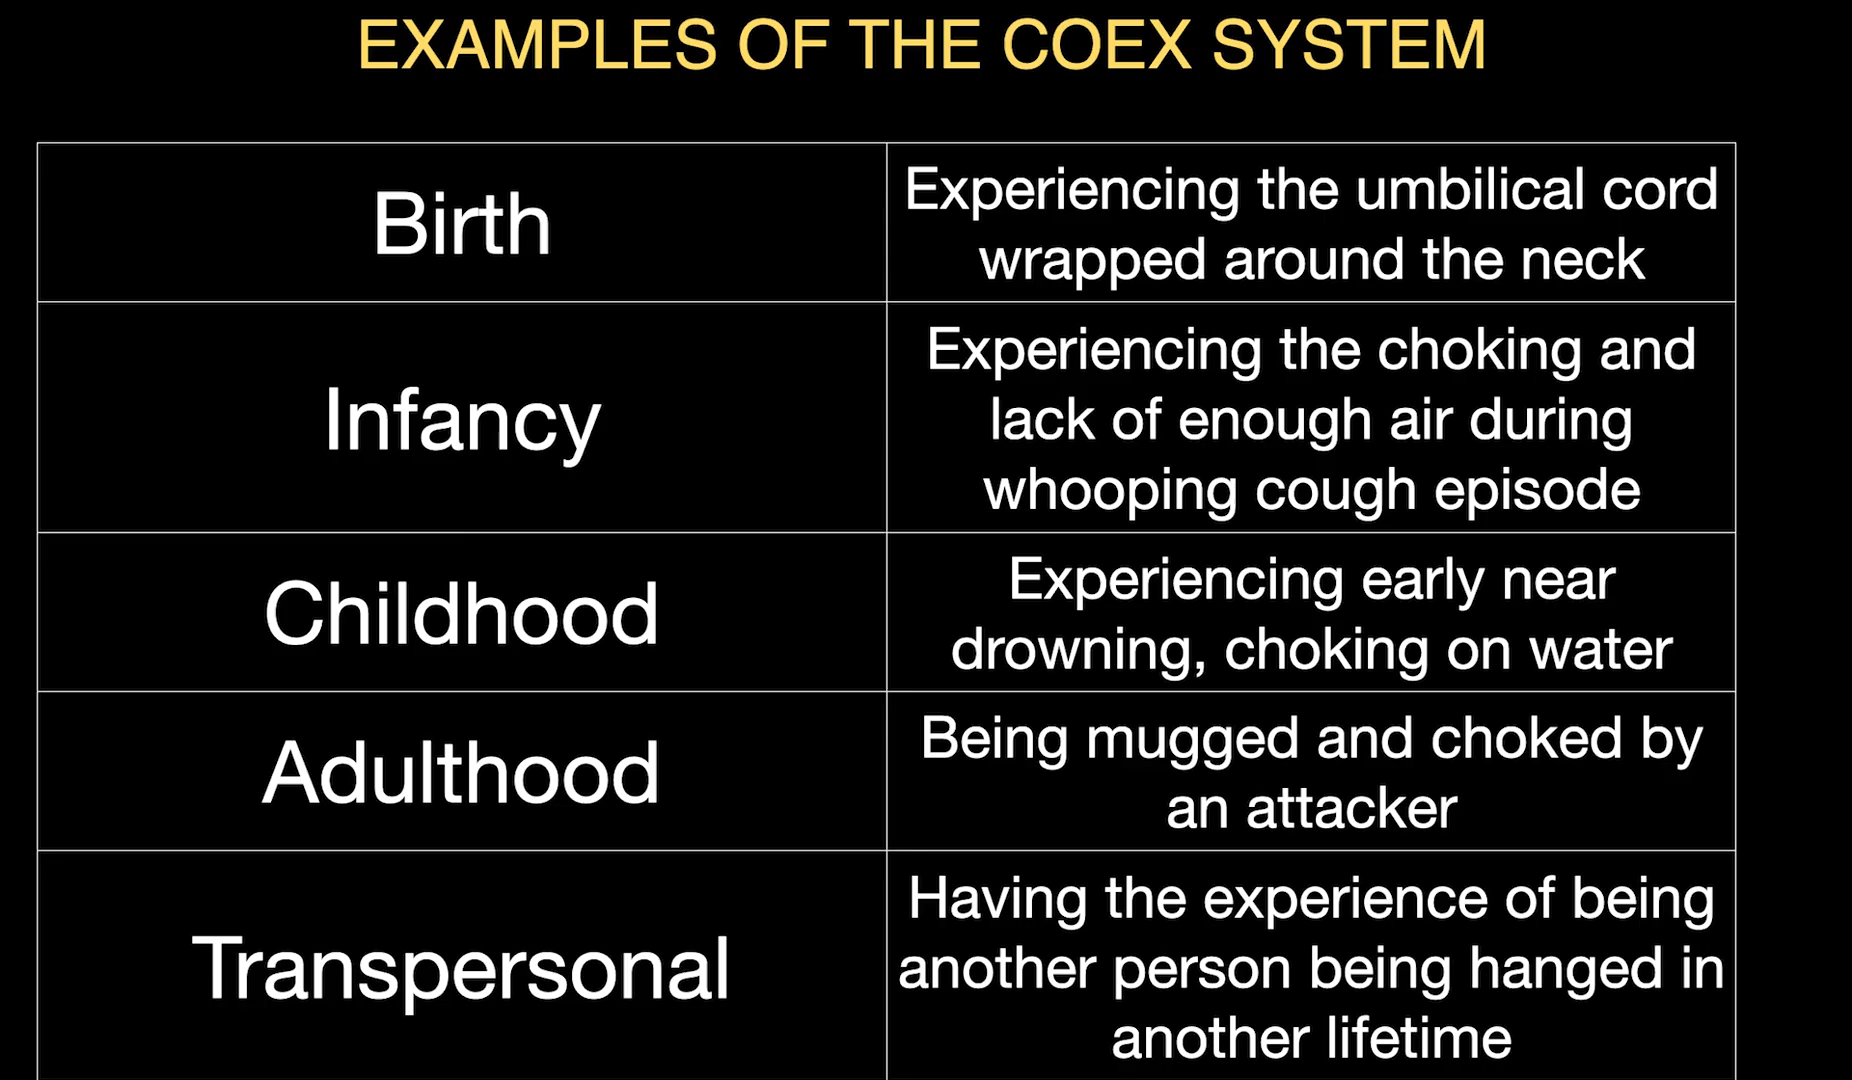 EXAMPLES OF THE COEX SYSTEM
Birth
Experiencing the umbilical cord
wrapped around the neck
Infancy
Experiencing the choking and
lack of enough air during
whooping cough episode
Childhood
Experiencing early near
drowning, choking on water
Adulthood
Being mugged and choked by
an attacker
Transpersonal
Having the experience of being
another person being hanged in
another lifetime